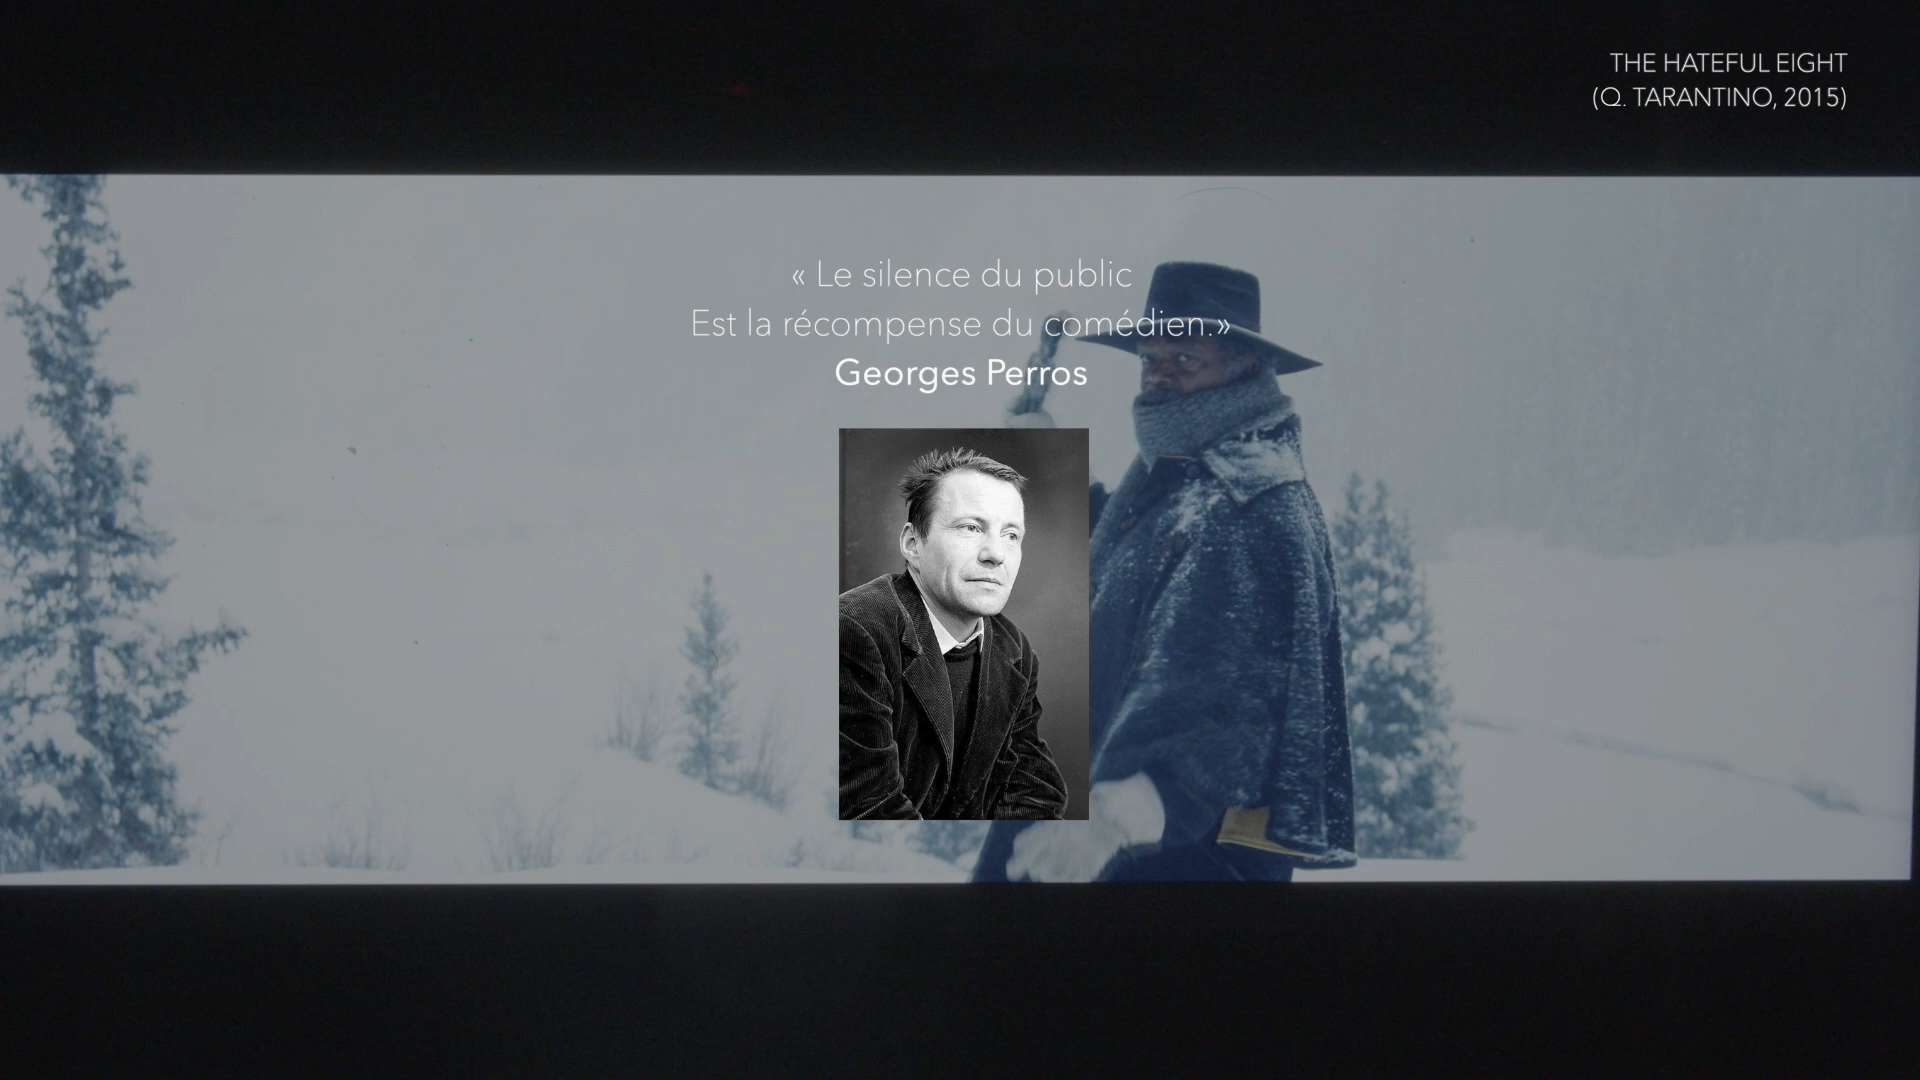 THE HATEFUL EIGHT
(Q. TARANTINO, 2015)
« Le silence du public
Est la récompense du comédien.»
Georges Perros